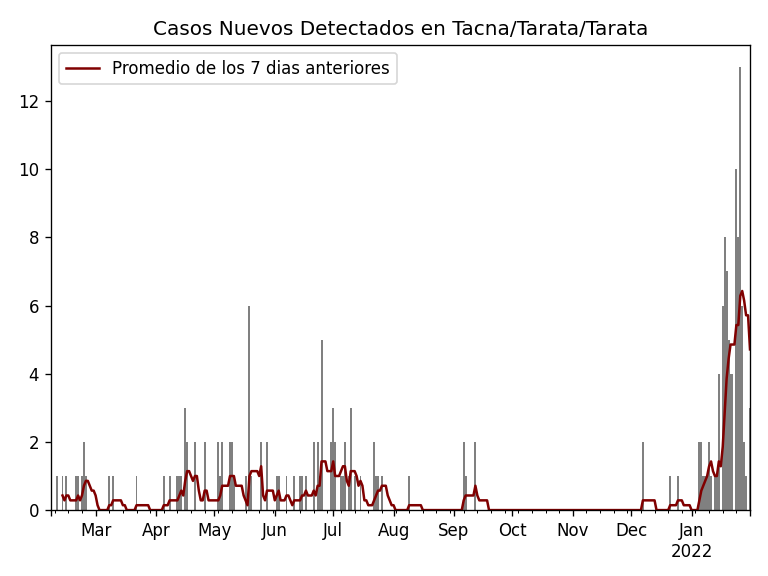 Casos Nuevos Detectados en Tacna/Tarata/Tarata
Promedio de los 7 dias anteriores
12
10
8
6
4
2
0
Mar Apr May Jun Jul Aug Sep Oct Nov Dec Jan
2022